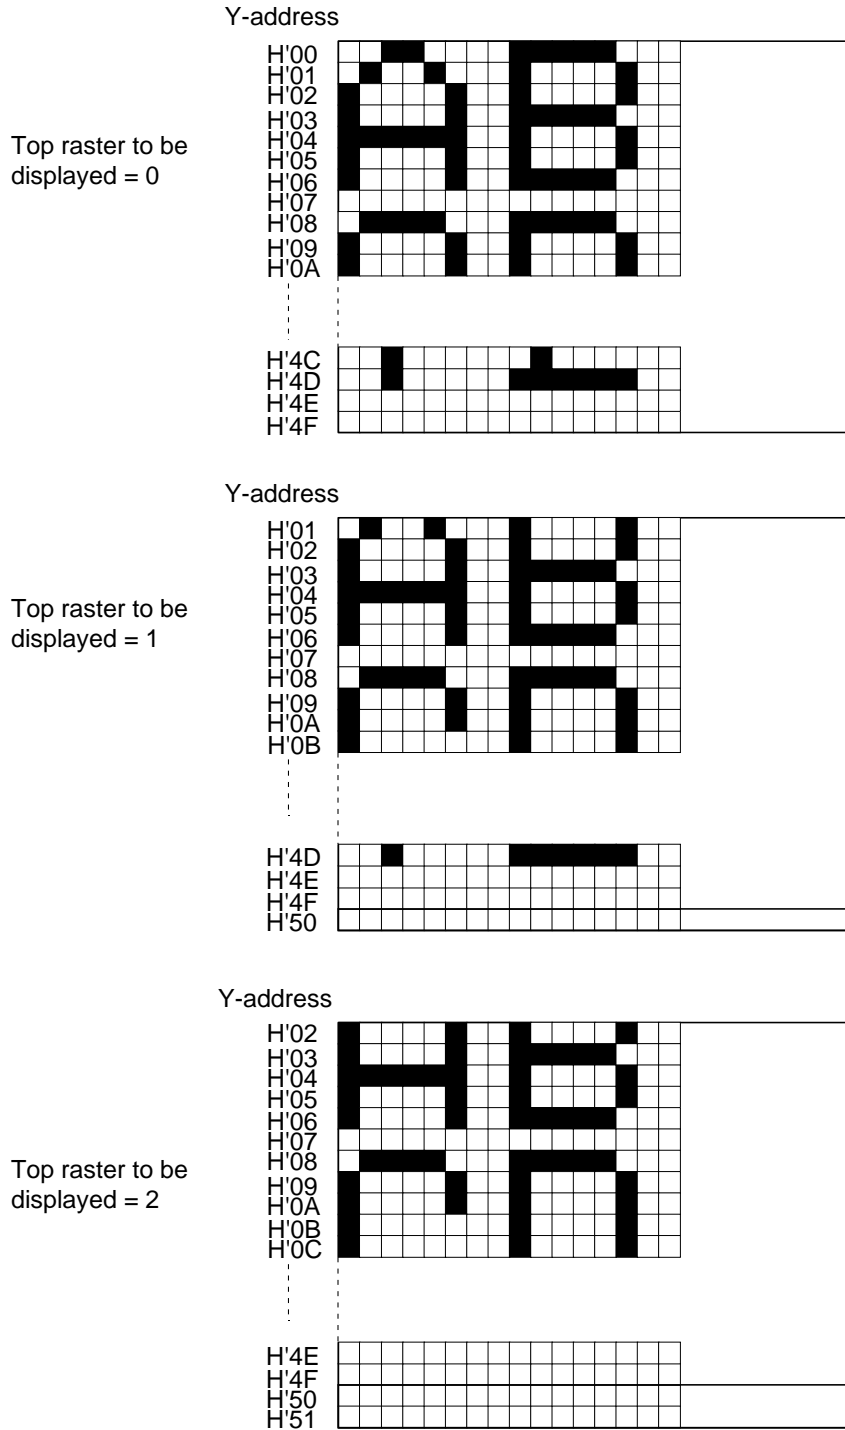 Y-address
H'00
H'01
H'02
H'03
H'04
H'05
H'06
H'07
H'08
H'09
H'0A
Top raster to be
displayed = 0
H'4C
H'4D
H'4E
H'4F
Y-address
H'01
H'02
H'03
H'04
H'05
H'06
H'07
H'08
H'09
H'0A
H'0B
Top raster to be
displayed = 1
H'4D
H'4E
H'4F
H'50
Y-address
H'02
H'03
H'04
H'05
H'06
H'07
H'08
H'09
H'0A
H'0B
H'0C
Top raster to be
displayed = 2
H'4E
H'4F
H'50
H'51